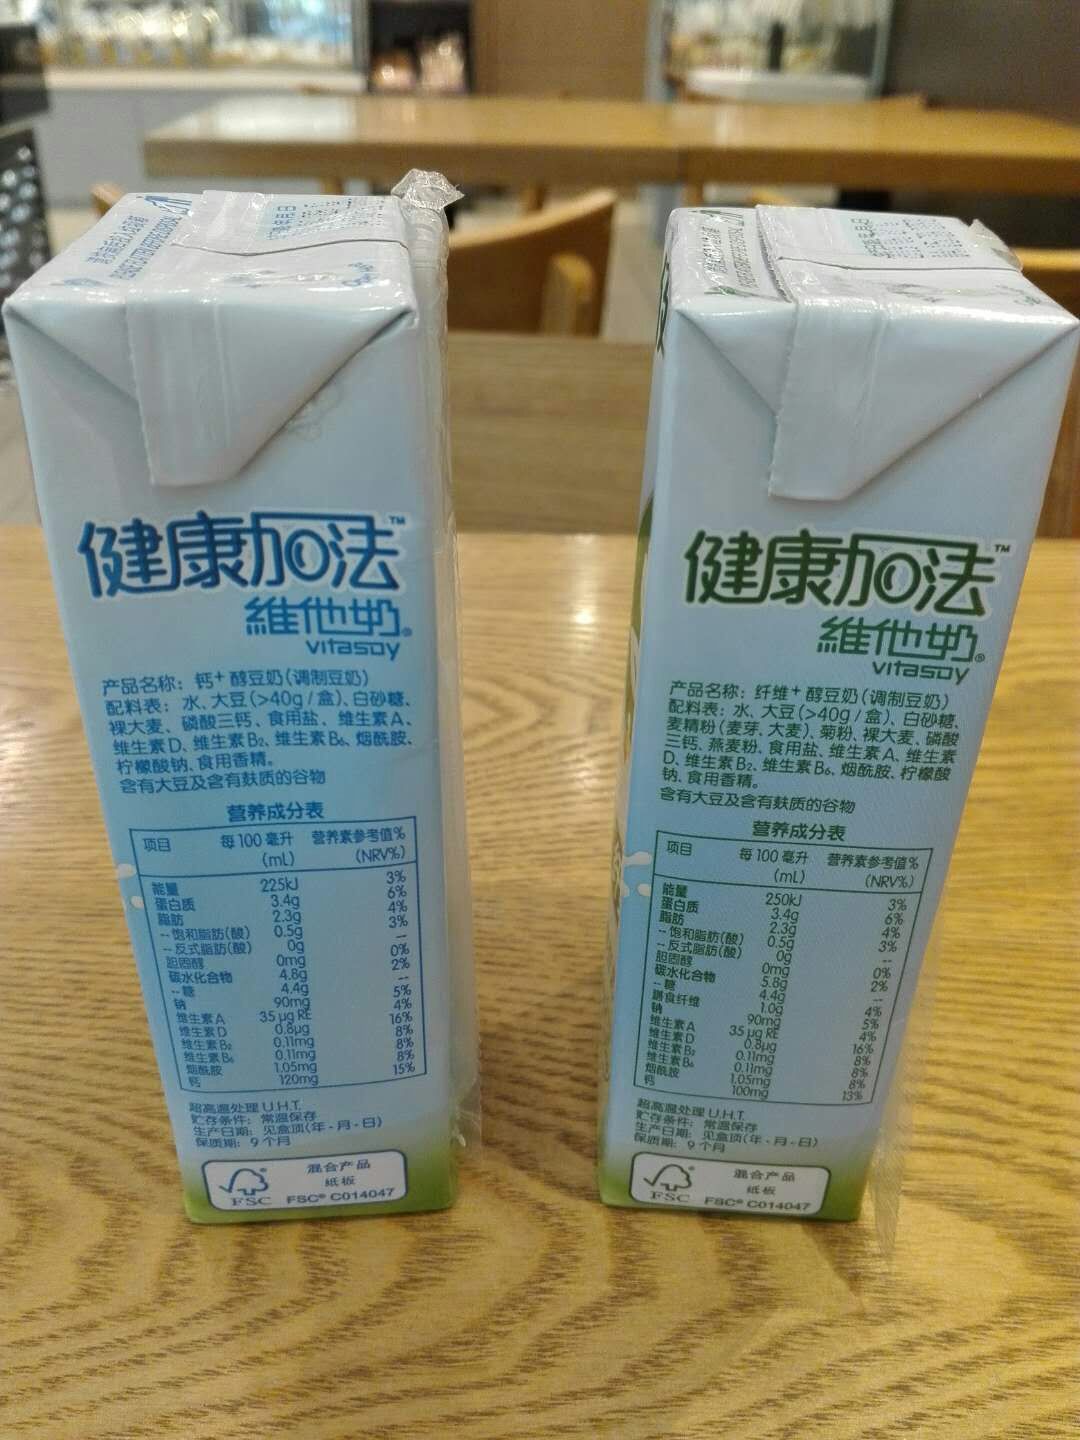 健康加法™
維他奶®
vitasoy
产品名称：钙+ 醇豆奶（调制豆奶）
配料表：水、大豆（>40g/盒）、白砂糖、
裸大麦、磷酸三钙、食用盐、维生素A、
维生素D、维生素B₂、维生素B₆、烟酰胺、
柠檬酸钠、食用香精。
含有大豆及含有麸质的谷物
营养成分表
项目 每100毫升(mL) 营养素参考值%(NRV%)
能量 225kJ 3%
蛋白质 3.4g 6%
脂肪 2.3g 4%
--饱和脂肪(酸) 0.5g 3%
--反式脂肪(酸) 0g --
胆固醇 0mg 0%
碳水化合物 4.8g 2%
--糖 4.4g --
钠 90mg 5%
维生素A 35μg RE 4%
维生素D 0.8μg 16%
维生素B₂ 0.11mg 8%
维生素B₆ 0.11mg 8%
烟酰胺 1.05mg 8%
钙 120mg 15%
超高温处理 U.H.T.
贮存条件：常温保存
生产日期：见盒顶(年-月-日)
保质期：9个月
FSC®
混合产品
纸板
FSC® C014047
健康加法™
維他奶®
vitasoy
产品名称：纤维+ 醇豆奶（调制豆奶）
配料表：水、大豆（>40g/盒）、白砂糖、
麦精粉（麦芽、大麦）、菊粉、裸大麦、磷酸
三钙、燕麦粉、食用盐、维生素A、维生素
D、维生素B₂、维生素B₆、烟酰胺、柠檬酸
钠、食用香精。
含有大豆及含有麸质的谷物
营养成分表
项目 每100毫升(mL) 营养素参考值%(NRV%)
能量 250kJ 3%
蛋白质 3.4g 6%
脂肪 2.3g 4%
--饱和脂肪(酸) 0.5g 3%
--反式脂肪(酸) 0g --
胆固醇 0mg 0%
碳水化合物 5.8g 2%
--糖 4.4g --
膳食纤维 1.0g 4%
钠 90mg 5%
维生素A 35μg RE 4%
维生素D 0.8μg 16%
维生素B₂ 0.11mg 8%
维生素B₆ 0.11mg 8%
烟酰胺 1.05mg 8%
钙 100mg 13%
超高温处理 U.H.T.
贮存条件：常温保存
生产日期：见盒顶(年-月-日)
保质期：9个月
FSC®
混合产品
纸板
FSC® C014047